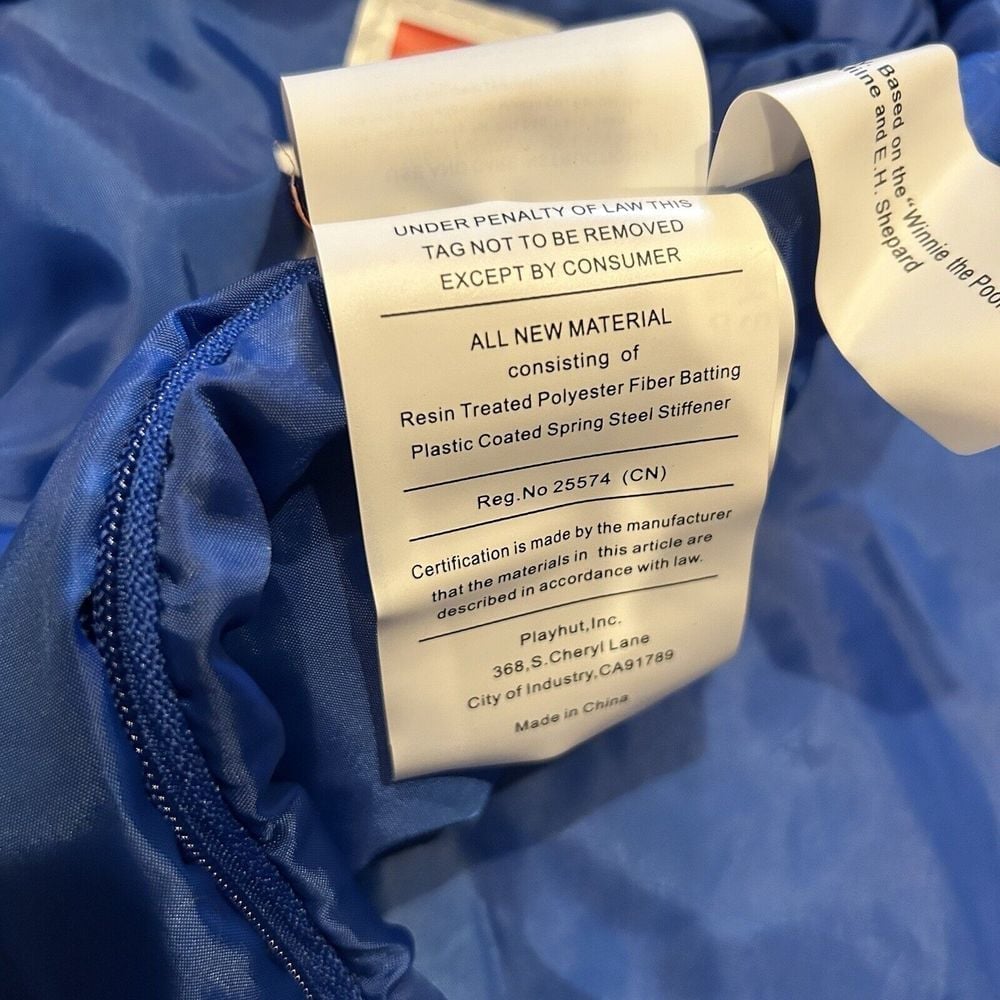 UNDER PENALTY OF LAW THIS
TAG NOT TO BE REMOVED
EXCEPT BY CONSUMER
ALL NEW MATERIAL
consisting of
Resin Treated Polyester Fiber Batting
Plastic Coated Spring Steel Stiffener
Reg.No 25574 (CN)
Certification is made by the manufacturer
that the materials in this article are
described in accordance with law.
Playhut,Inc.
368,S.Cheryl Lane
City of Industry,CA91789
Made in China
Based on the "Winnie the
and E.H. Shepard